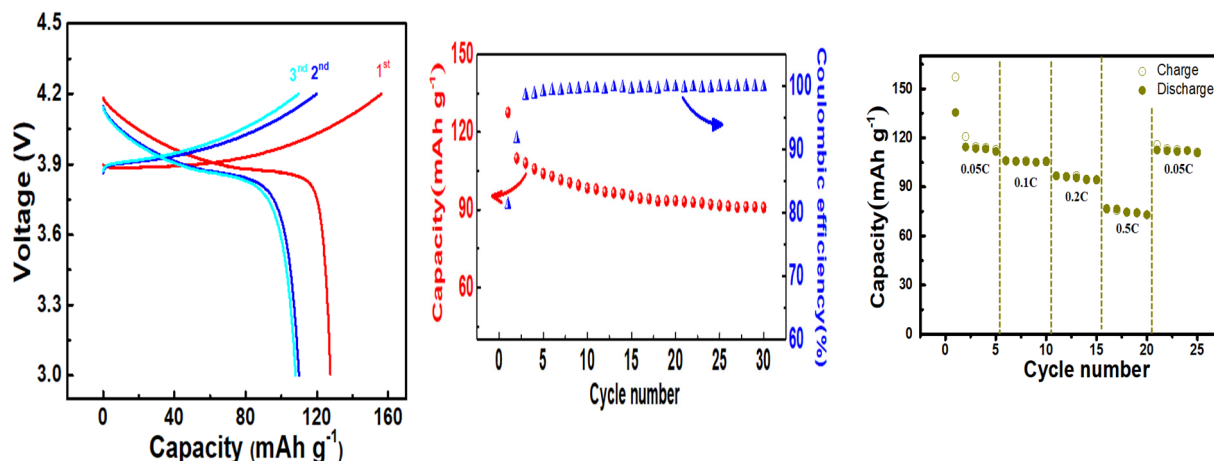 4.5
4.2
3.9
3.6
3.3
3.0
Voltage (V)
3nd 2nd 1st
0 40 80 120 160
Capacity (mAh g-1)
150
130
110
90
60
Capacity(mAh g-1)
100
90
80
70
60
Coulombic efficiency(%)
0 5 10 15 20 25 30
Cycle number
150
120
90
60
30
0
Capacity(mAh g-1)
Charge
Discharge
0.05C
0.1C
0.2C
0.5C
0.05C
0 5 10 15 20 25
Cycle number